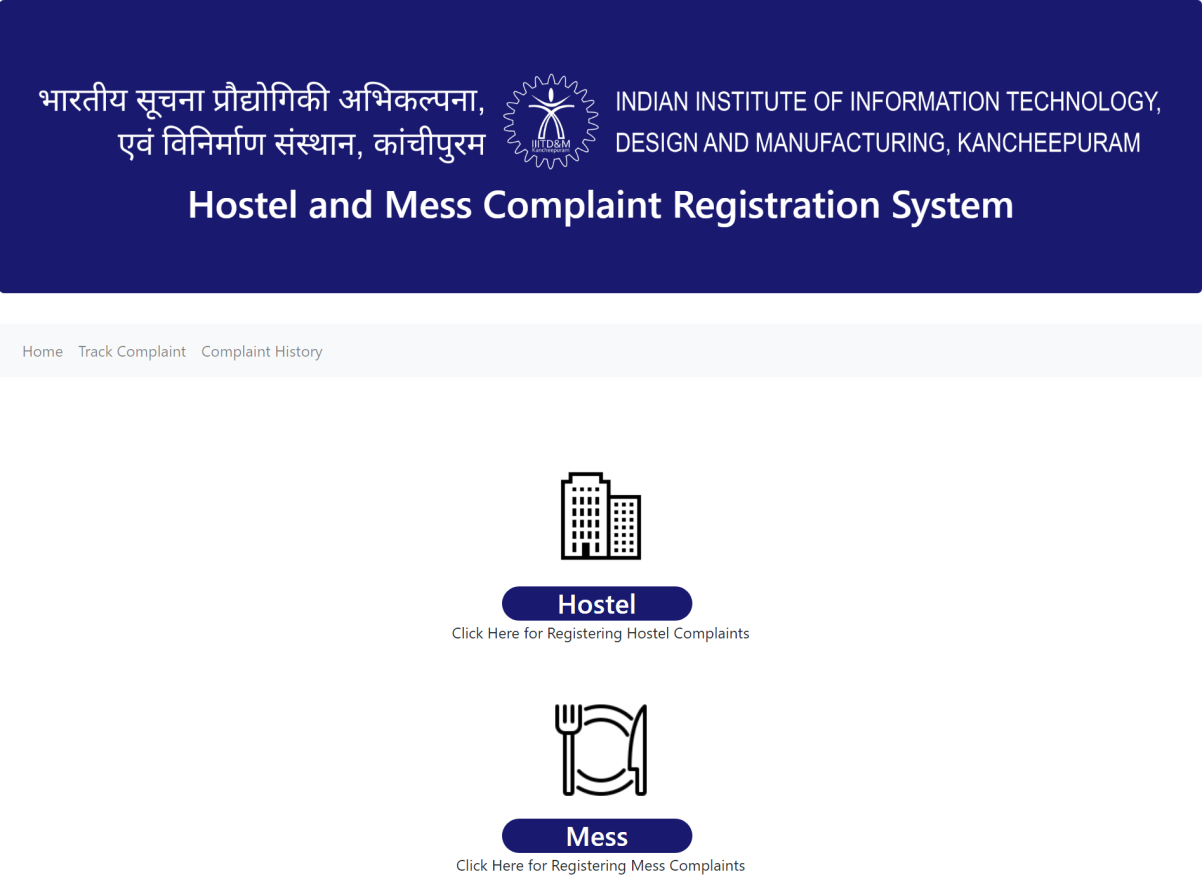 भारतीय सूचना प्रौद्योगिकी अभिकल्पना,
एवं विनिर्माण संस्थान, कांचीपुरम
IIITD&M
Kancheepuram
INDIAN INSTITUTE OF INFORMATION TECHNOLOGY,
DESIGN AND MANUFACTURING, KANCHEEPURAM
Hostel and Mess Complaint Registration System
Home Track Complaint Complaint History
Hostel
Click Here for Registering Hostel Complaints
Mess
Click Here for Registering Mess Complaints